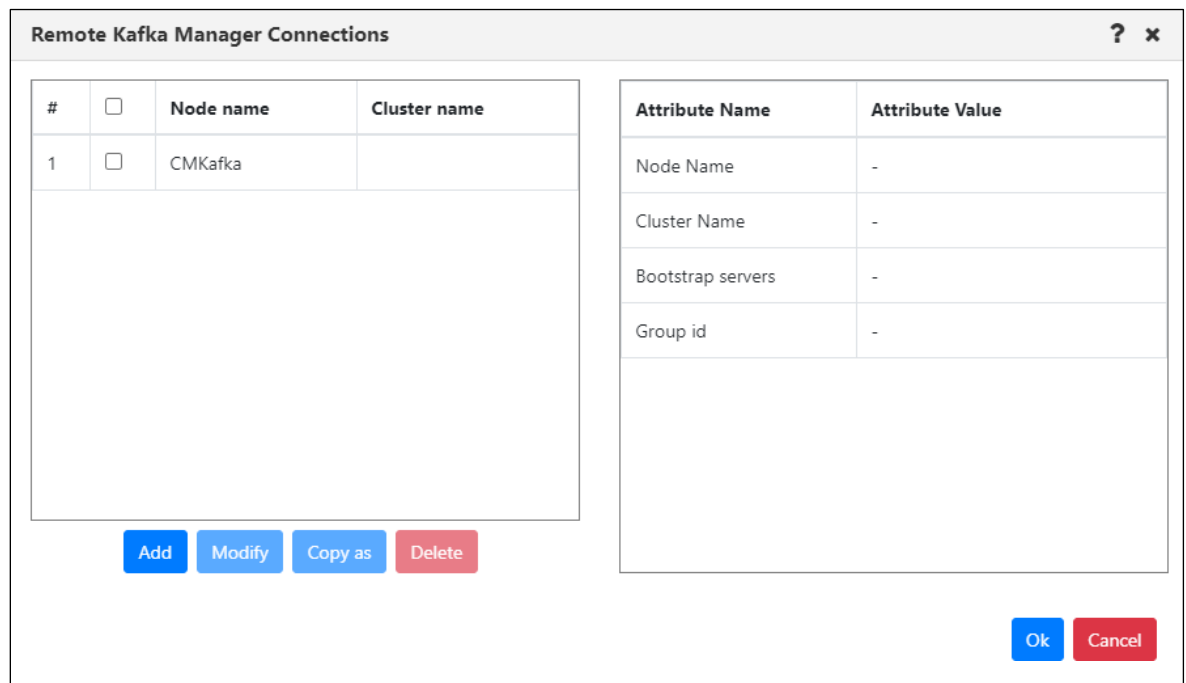 Remote Kafka Manager Connections ? ×
# Node name Cluster name
1 CMKafka
Attribute Name Attribute Value
Node Name -
Cluster Name -
Bootstrap servers -
Group id -
Add Modify Copy as Delete
Ok Cancel